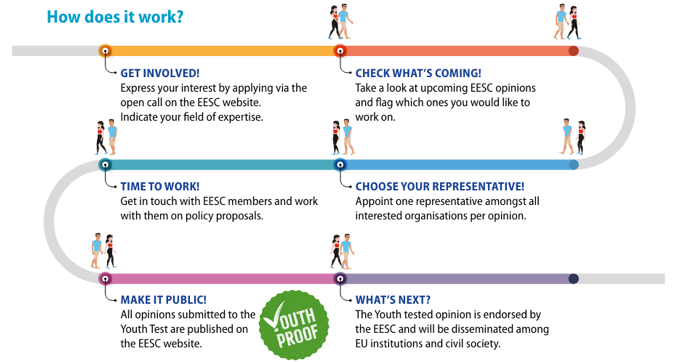 How does it work?
GET INVOLVED!
Express your interest by applying via the
open call on the EESC website.
Indicate your field of expertise.
CHECK WHAT'S COMING!
Take a look at upcoming EESC opinions
and flag which ones you would like to
work on.
CHOOSE YOUR REPRESENTATIVE!
Appoint one representative amongst all
interested organisations per opinion.
TIME TO WORK!
Get in touch with EESC members and work
with them on policy proposals.
MAKE IT PUBLIC!
All opinions submitted to the
Youth Test are published on
the EESC website.
YOUTH
PROOF
WHAT'S NEXT?
The Youth tested opinion is endorsed by
the EESC and will be disseminated among
EU institutions and civil society.